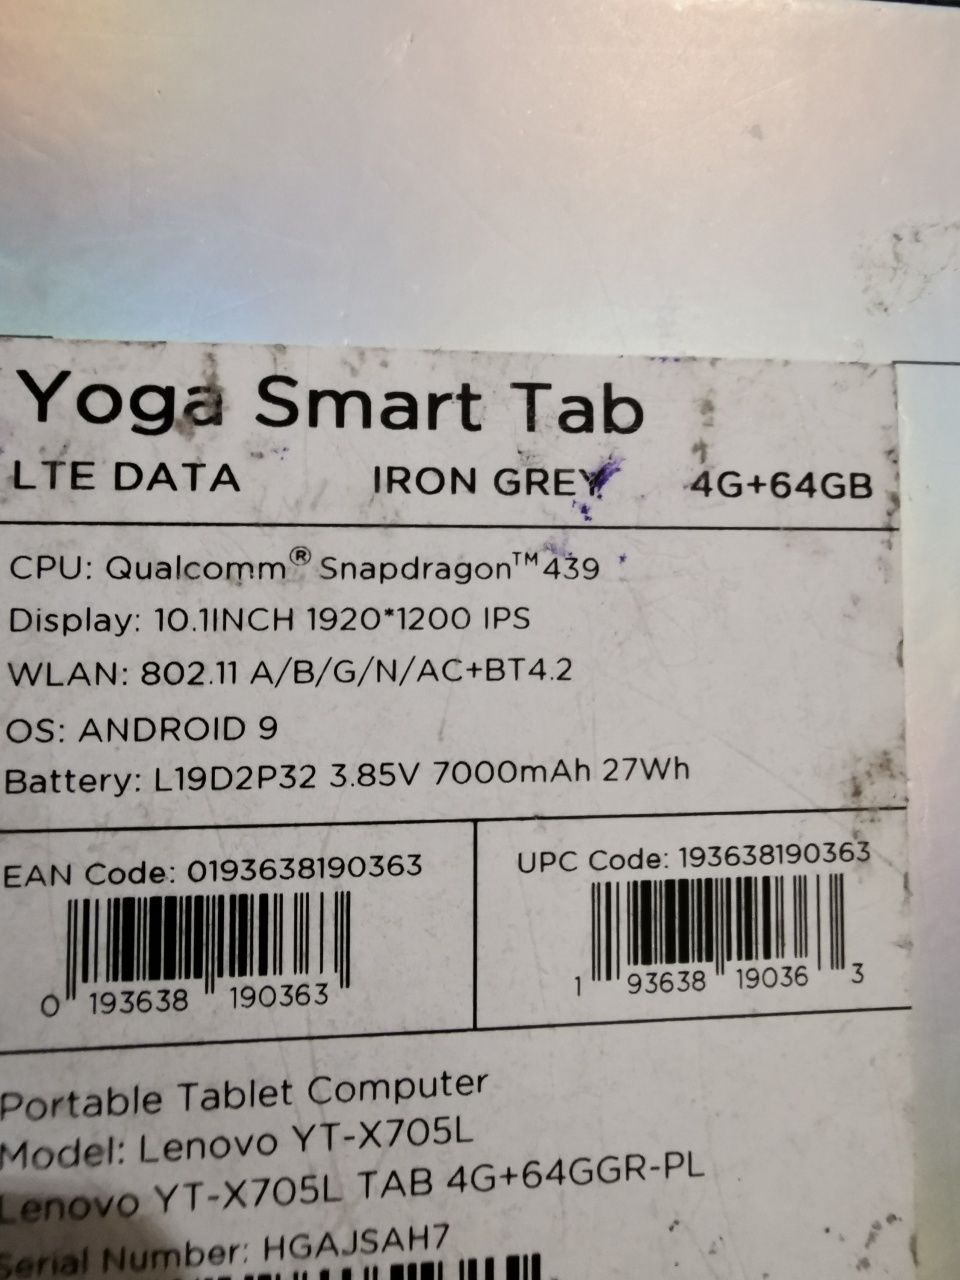 Yoga Smart Tab
LTE DATA IRON GREY 4G+64GB
CPU: Qualcomm® Snapdragon™439
Display: 10.1INCH 1920*1200 IPS
WLAN: 802.11 A/B/G/N/AC+BT4.2
OS: ANDROID 9
Battery: L19D2P32 3.85V 7000mAh 27Wh
EAN Code: 0193638190363
0 193638 190363
UPC Code: 193638190363
1 93638 19036 3
Portable Tablet Computer
Model: Lenovo YT-X705L
Lenovo YT-X705L TAB 4G+64GGR-PL
Serial Number: HGAJSAH7